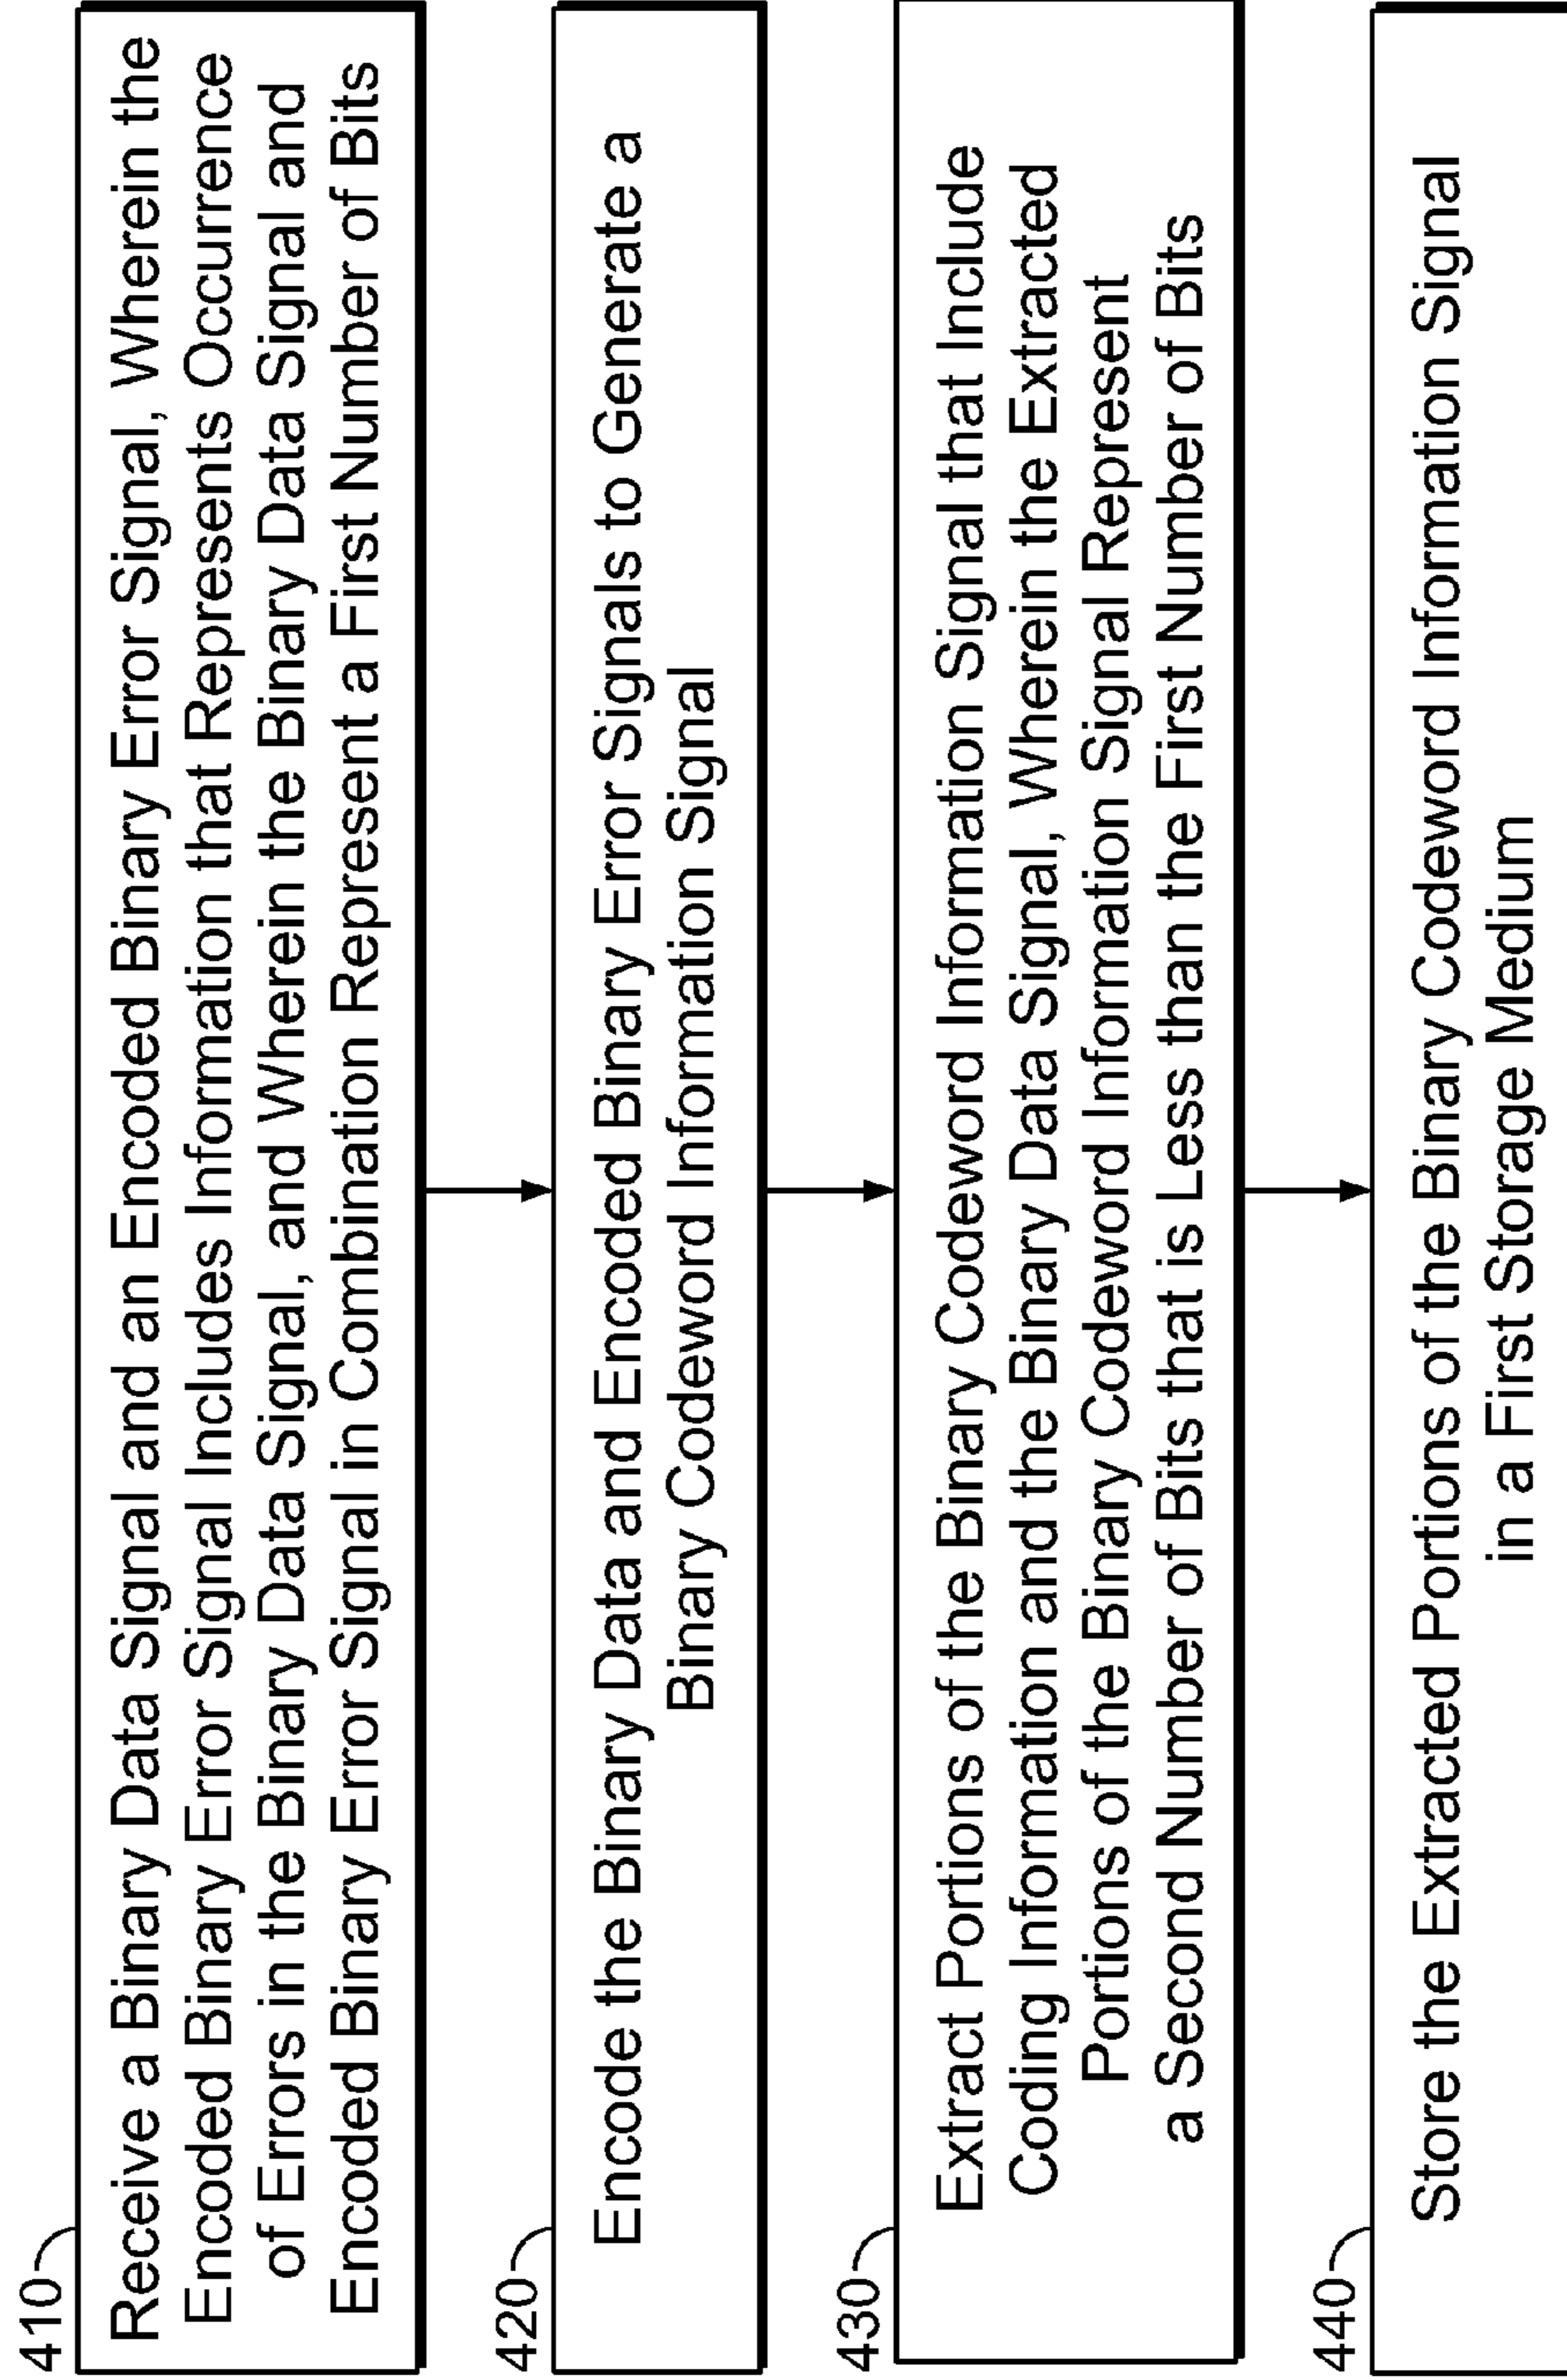 410
Receive a Binary Data Signal and an Encoded Binary Error Signal, Wherein the
Encoded Binary Error Signal Includes Information that Represents Occurrence
of Errors in the Binary Data Signal, and Wherein the Binary Data Signal and
Encoded Binary Error Signal in Combination Represent a First Number of Bits
420
Encode the Binary Data and Encoded Binary Error Signals to Generate a
Binary Codeword Information Signal
430
Extract Portions of the Binary Codeword Information Signal that Include
Coding Information and the Binary Data Signal, Wherein the Extracted
Portions of the Binary Codeword Information Signal Represent
a Second Number of Bits that is Less than the First Number of Bits
440
Store the Extracted Portions of the Binary Codeword Information Signal
in a First Storage Medium